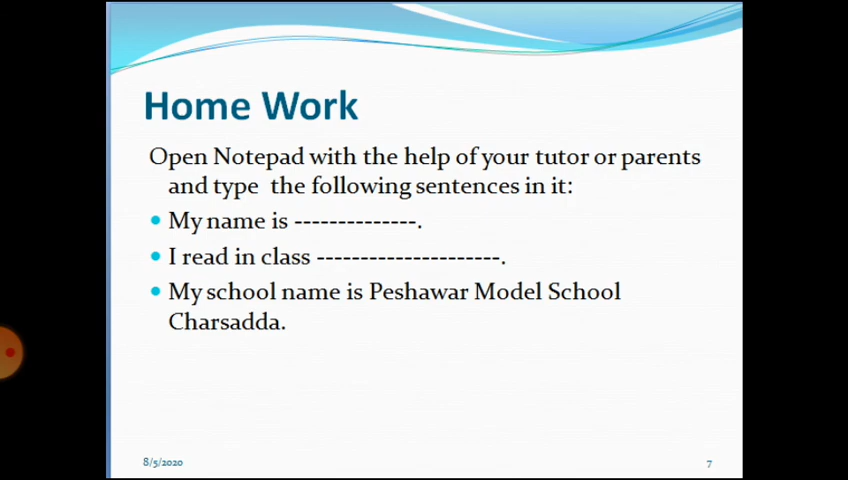 Home Work
Open Notepad with the help of your tutor or parents
and type the following sentences in it:
• My name is --------------.
• I read in class ---------------------.
• My school name is Peshawar Model School
Charsadda.
8/5/2020
7